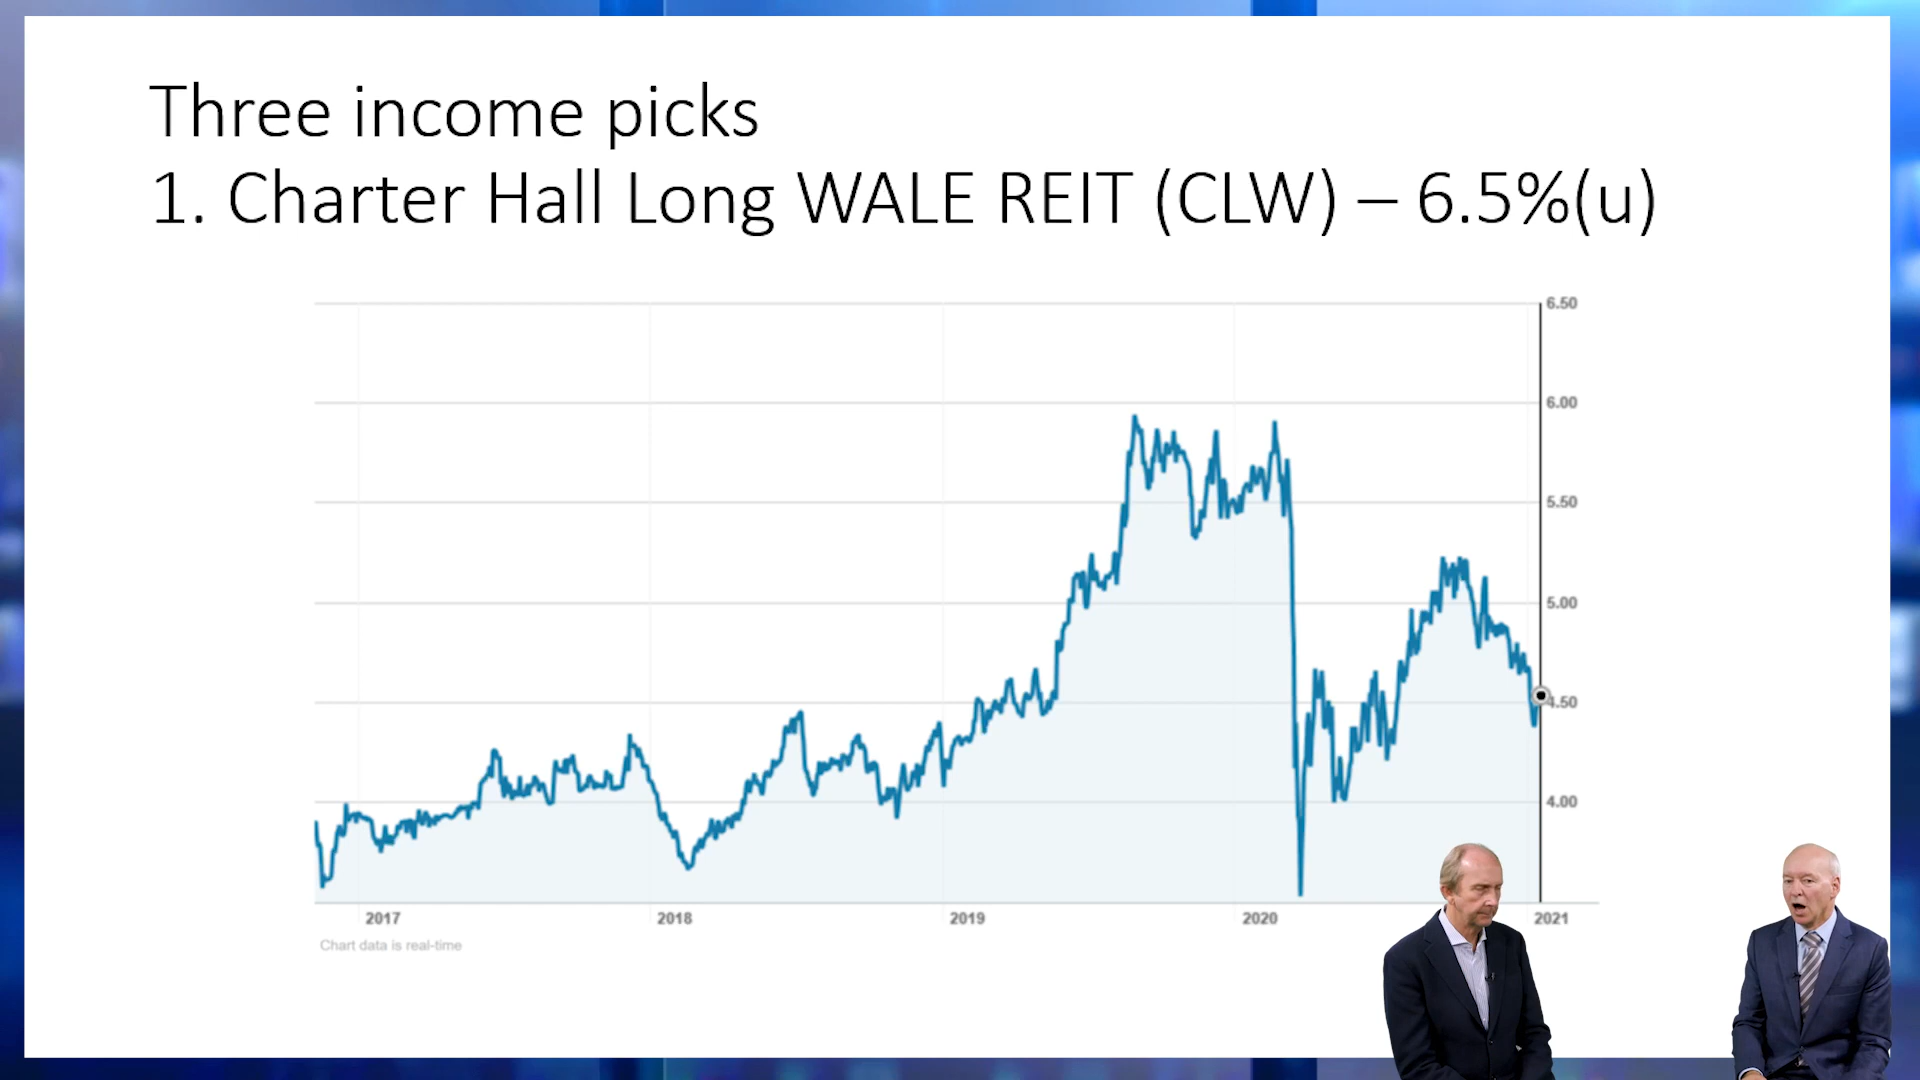 Three income picks
1. Charter Hall Long WALE REIT (CLW) – 6.5%(u)
6.50
6.00
5.50
5.00
4.50
4.00
2017 2018 2019 2020 2021
Chart data is real-time